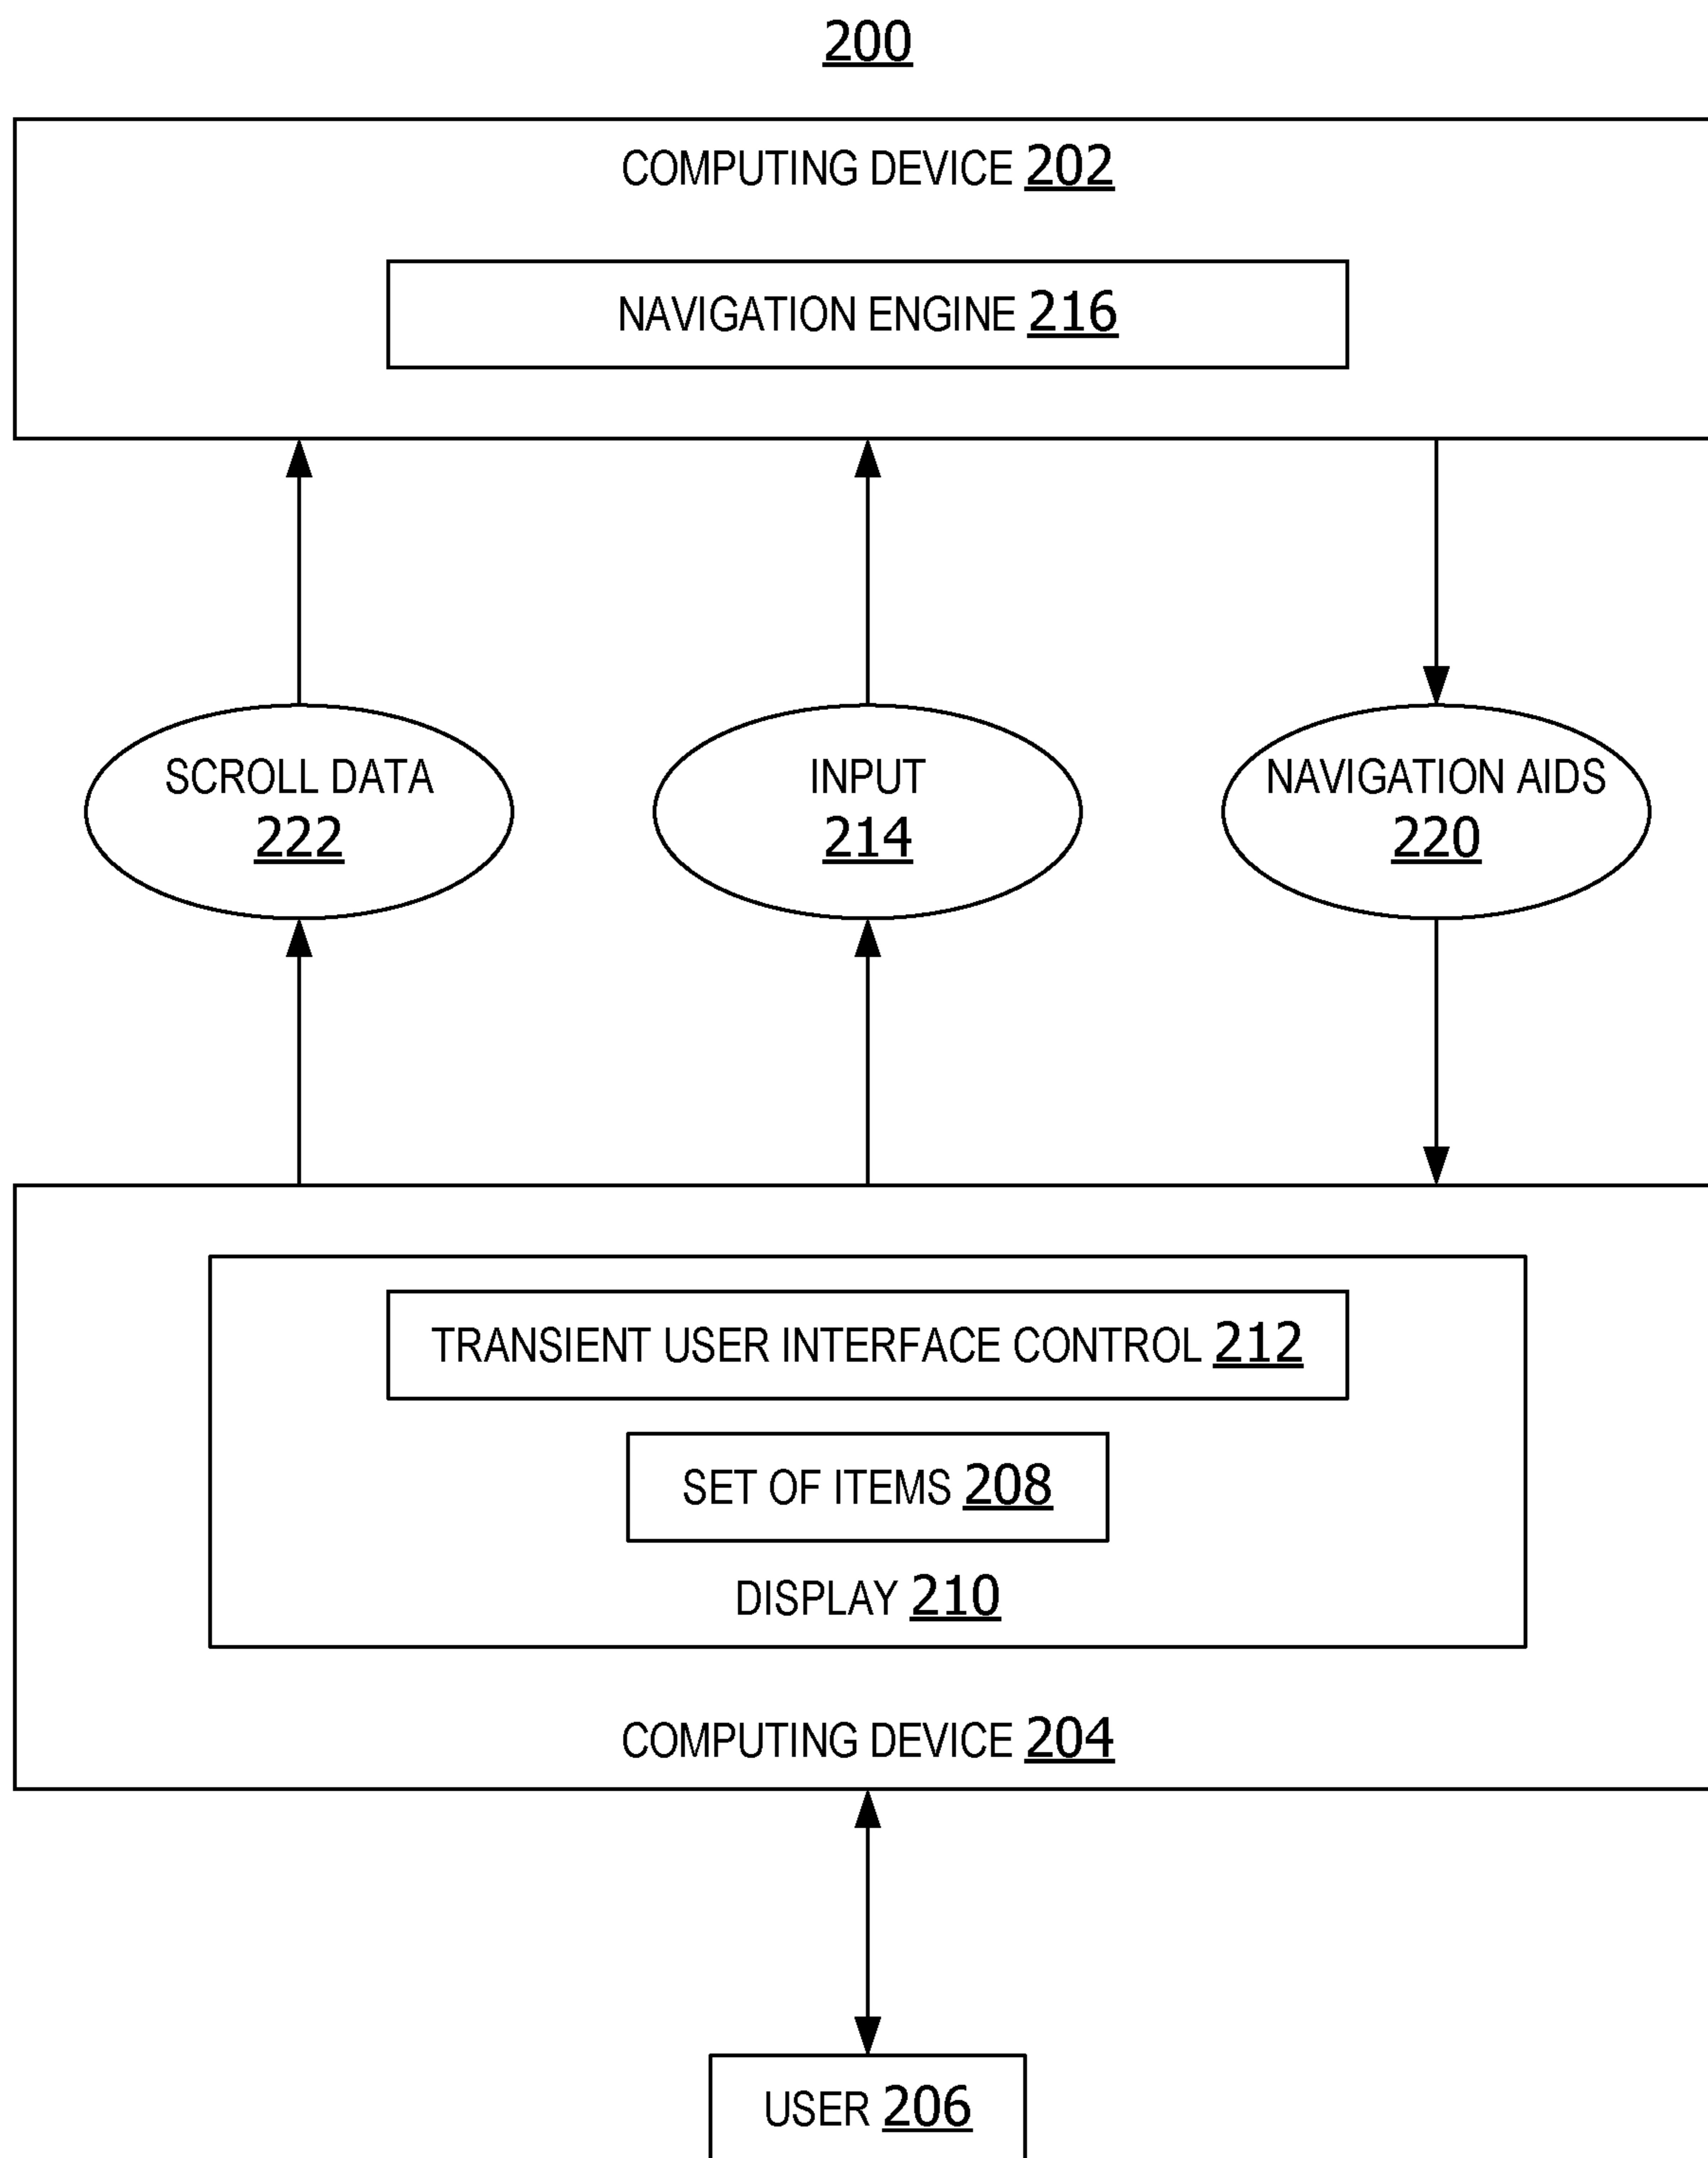 200
COMPUTING DEVICE 202
NAVIGATION ENGINE 216
SCROLL DATA
222
INPUT
214
NAVIGATION AIDS
220
TRANSIENT USER INTERFACE CONTROL 212
SET OF ITEMS 208
DISPLAY 210
COMPUTING DEVICE 204
USER 206